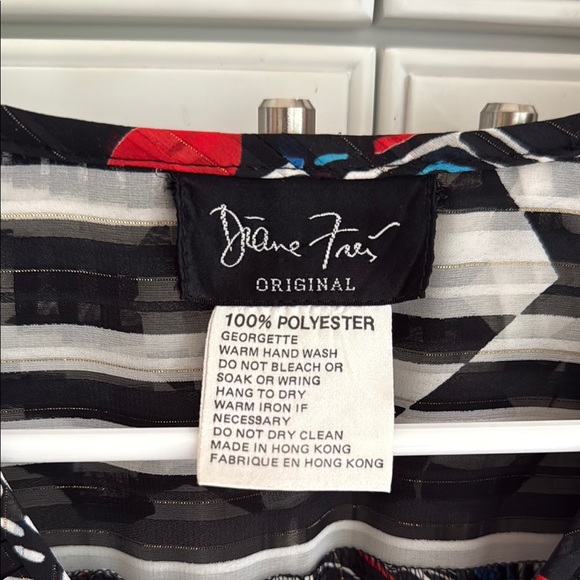 Diane Freis
ORIGINAL
100% POLYESTER
GEORGETTE
WARM HAND WASH
DO NOT BLEACH OR
SOAK OR WRING
HANG TO DRY
WARM IRON IF
NECESSARY
DO NOT DRY CLEAN
MADE IN HONG KONG
FABRIQUE EN HONG KONG